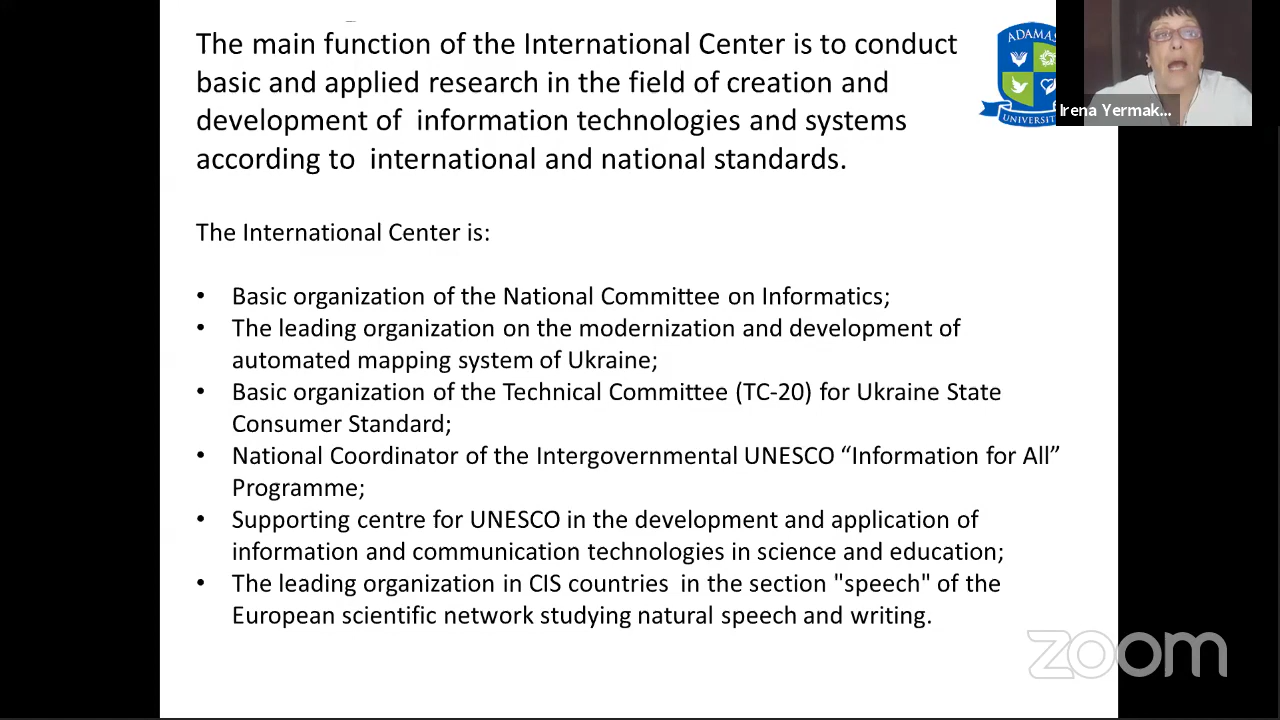 The main function of the International Center is to conduct
basic and applied research in the field of creation and
development of  information technologies and systems
according to  international and national standards.
ADAMAS
UNIVERSIT
Irena Yermak...
The International Center is:
• Basic organization of the National Committee on Informatics;
• The leading organization on the modernization and development of
automated mapping system of Ukraine;
• Basic organization of the Technical Committee (TC-20) for Ukraine State
Consumer Standard;
• National Coordinator of the Intergovernmental UNESCO “Information for All”
Programme;
• Supporting centre for UNESCO in the development and application of
information and communication technologies in science and education;
• The leading organization in CIS countries  in the section "speech" of the
European scientific network studying natural speech and writing.
zoom